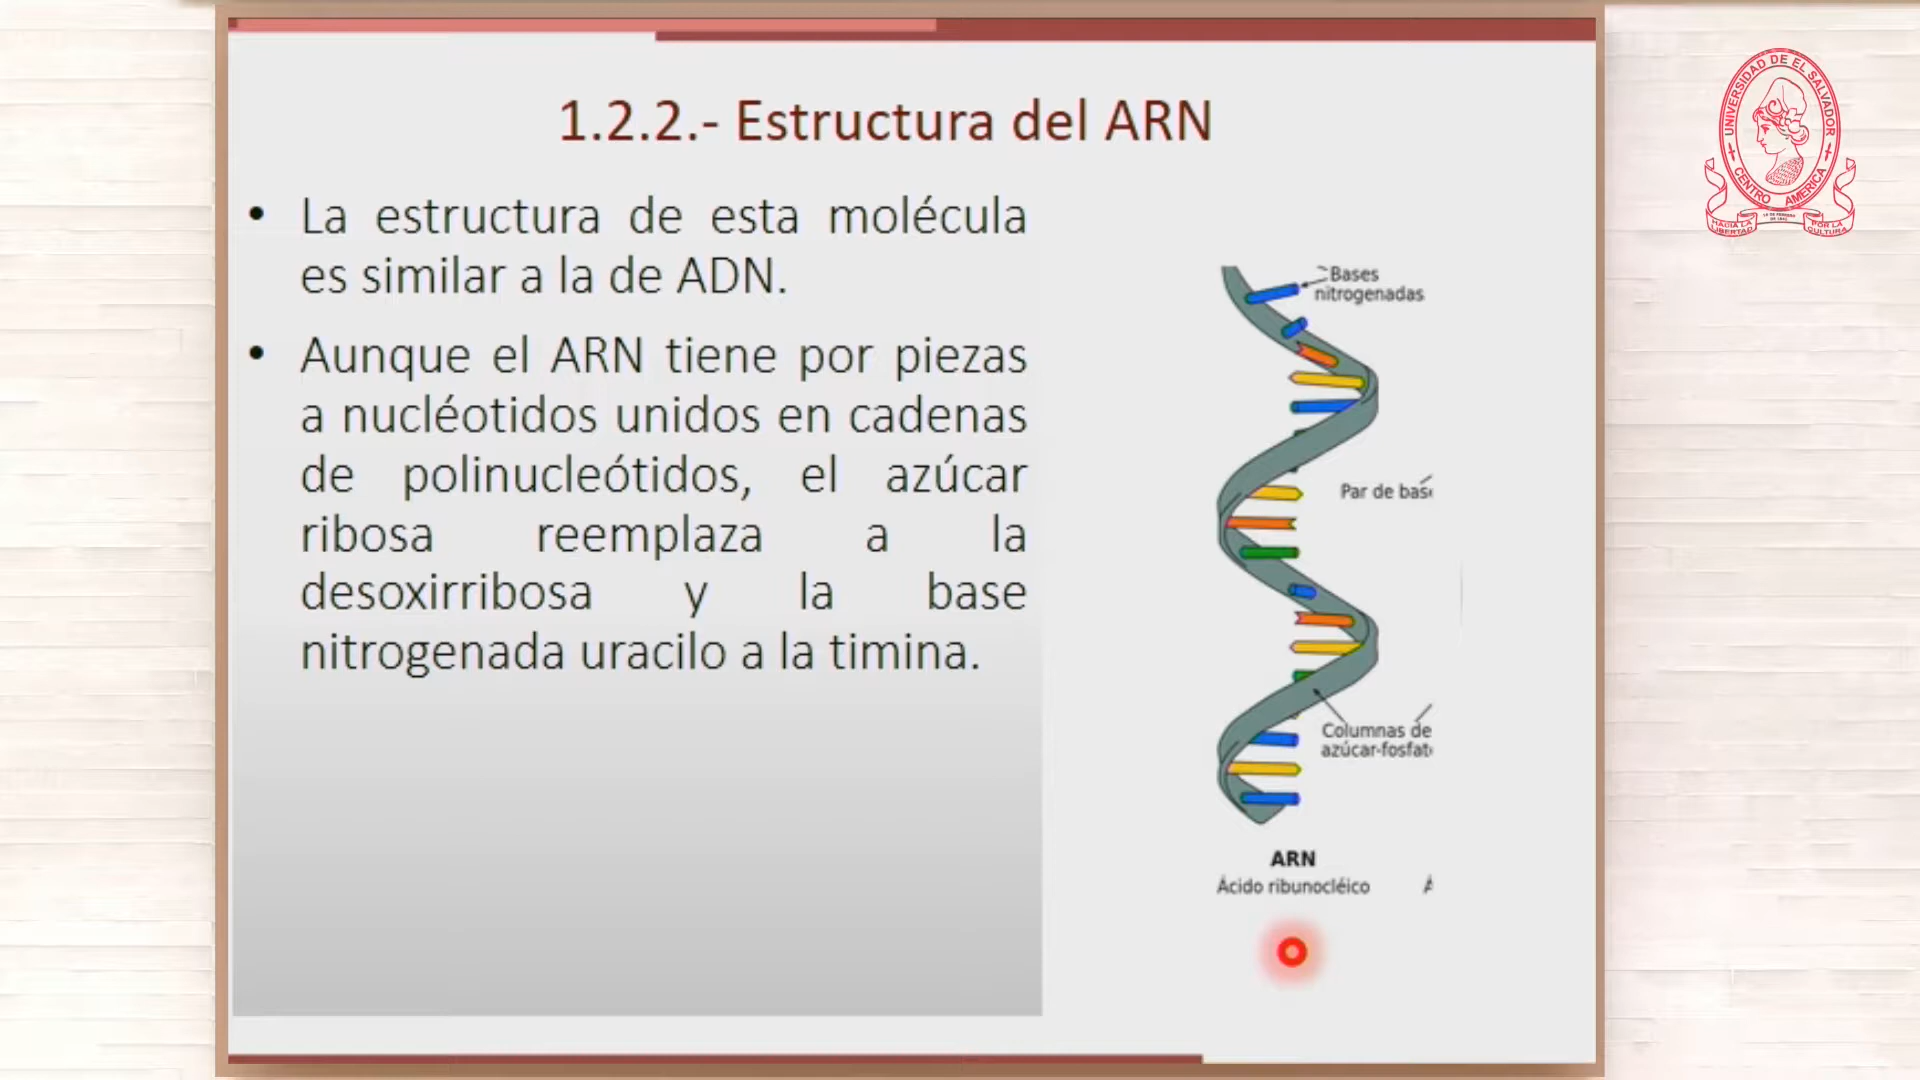 1.2.2.- Estructura del ARN
• La estructura de esta molécula
es similar a la de ADN.
• Aunque el ARN tiene por piezas
a nucléotidos unidos en cadenas
de polinucleótidos, el azúcar
ribosa reemplaza a la
desoxirribosa y la base
nitrogenada uracilo a la timina.
Bases
nitrogenadas
Par de base
Columnas de
azúcar-fosfat
ARN
Ácido ribunocléico
UNIVERSIDAD DE EL SALVADOR
CENTRO AMERICA
HACIA LA
LIBERTAD
POR LA
CULTURA